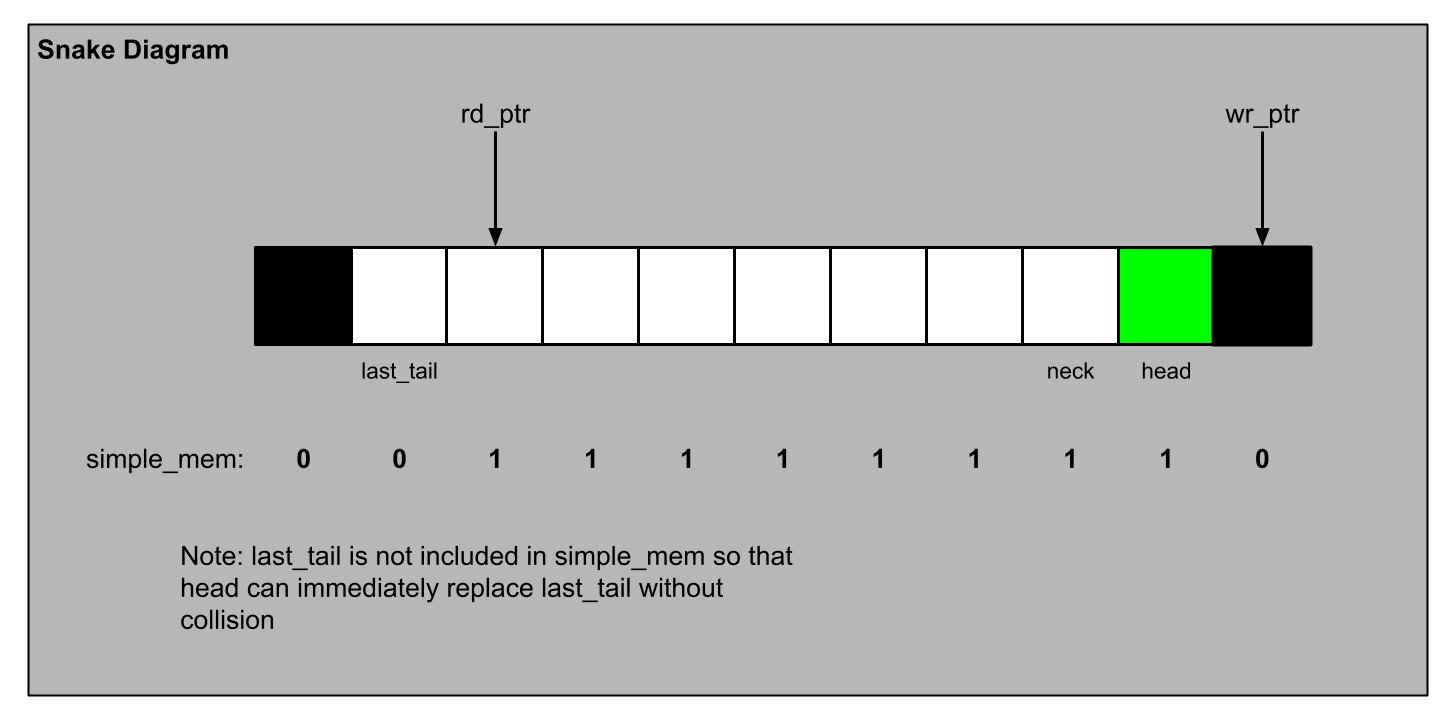 Snake Diagram
rd_ptr
wr_ptr
last_tail
neck
head
simple_mem: 0 0 1 1 1 1 1 1 1 1 0
Note: last_tail is not included in simple_mem so that
head can immediately replace last_tail without
collision